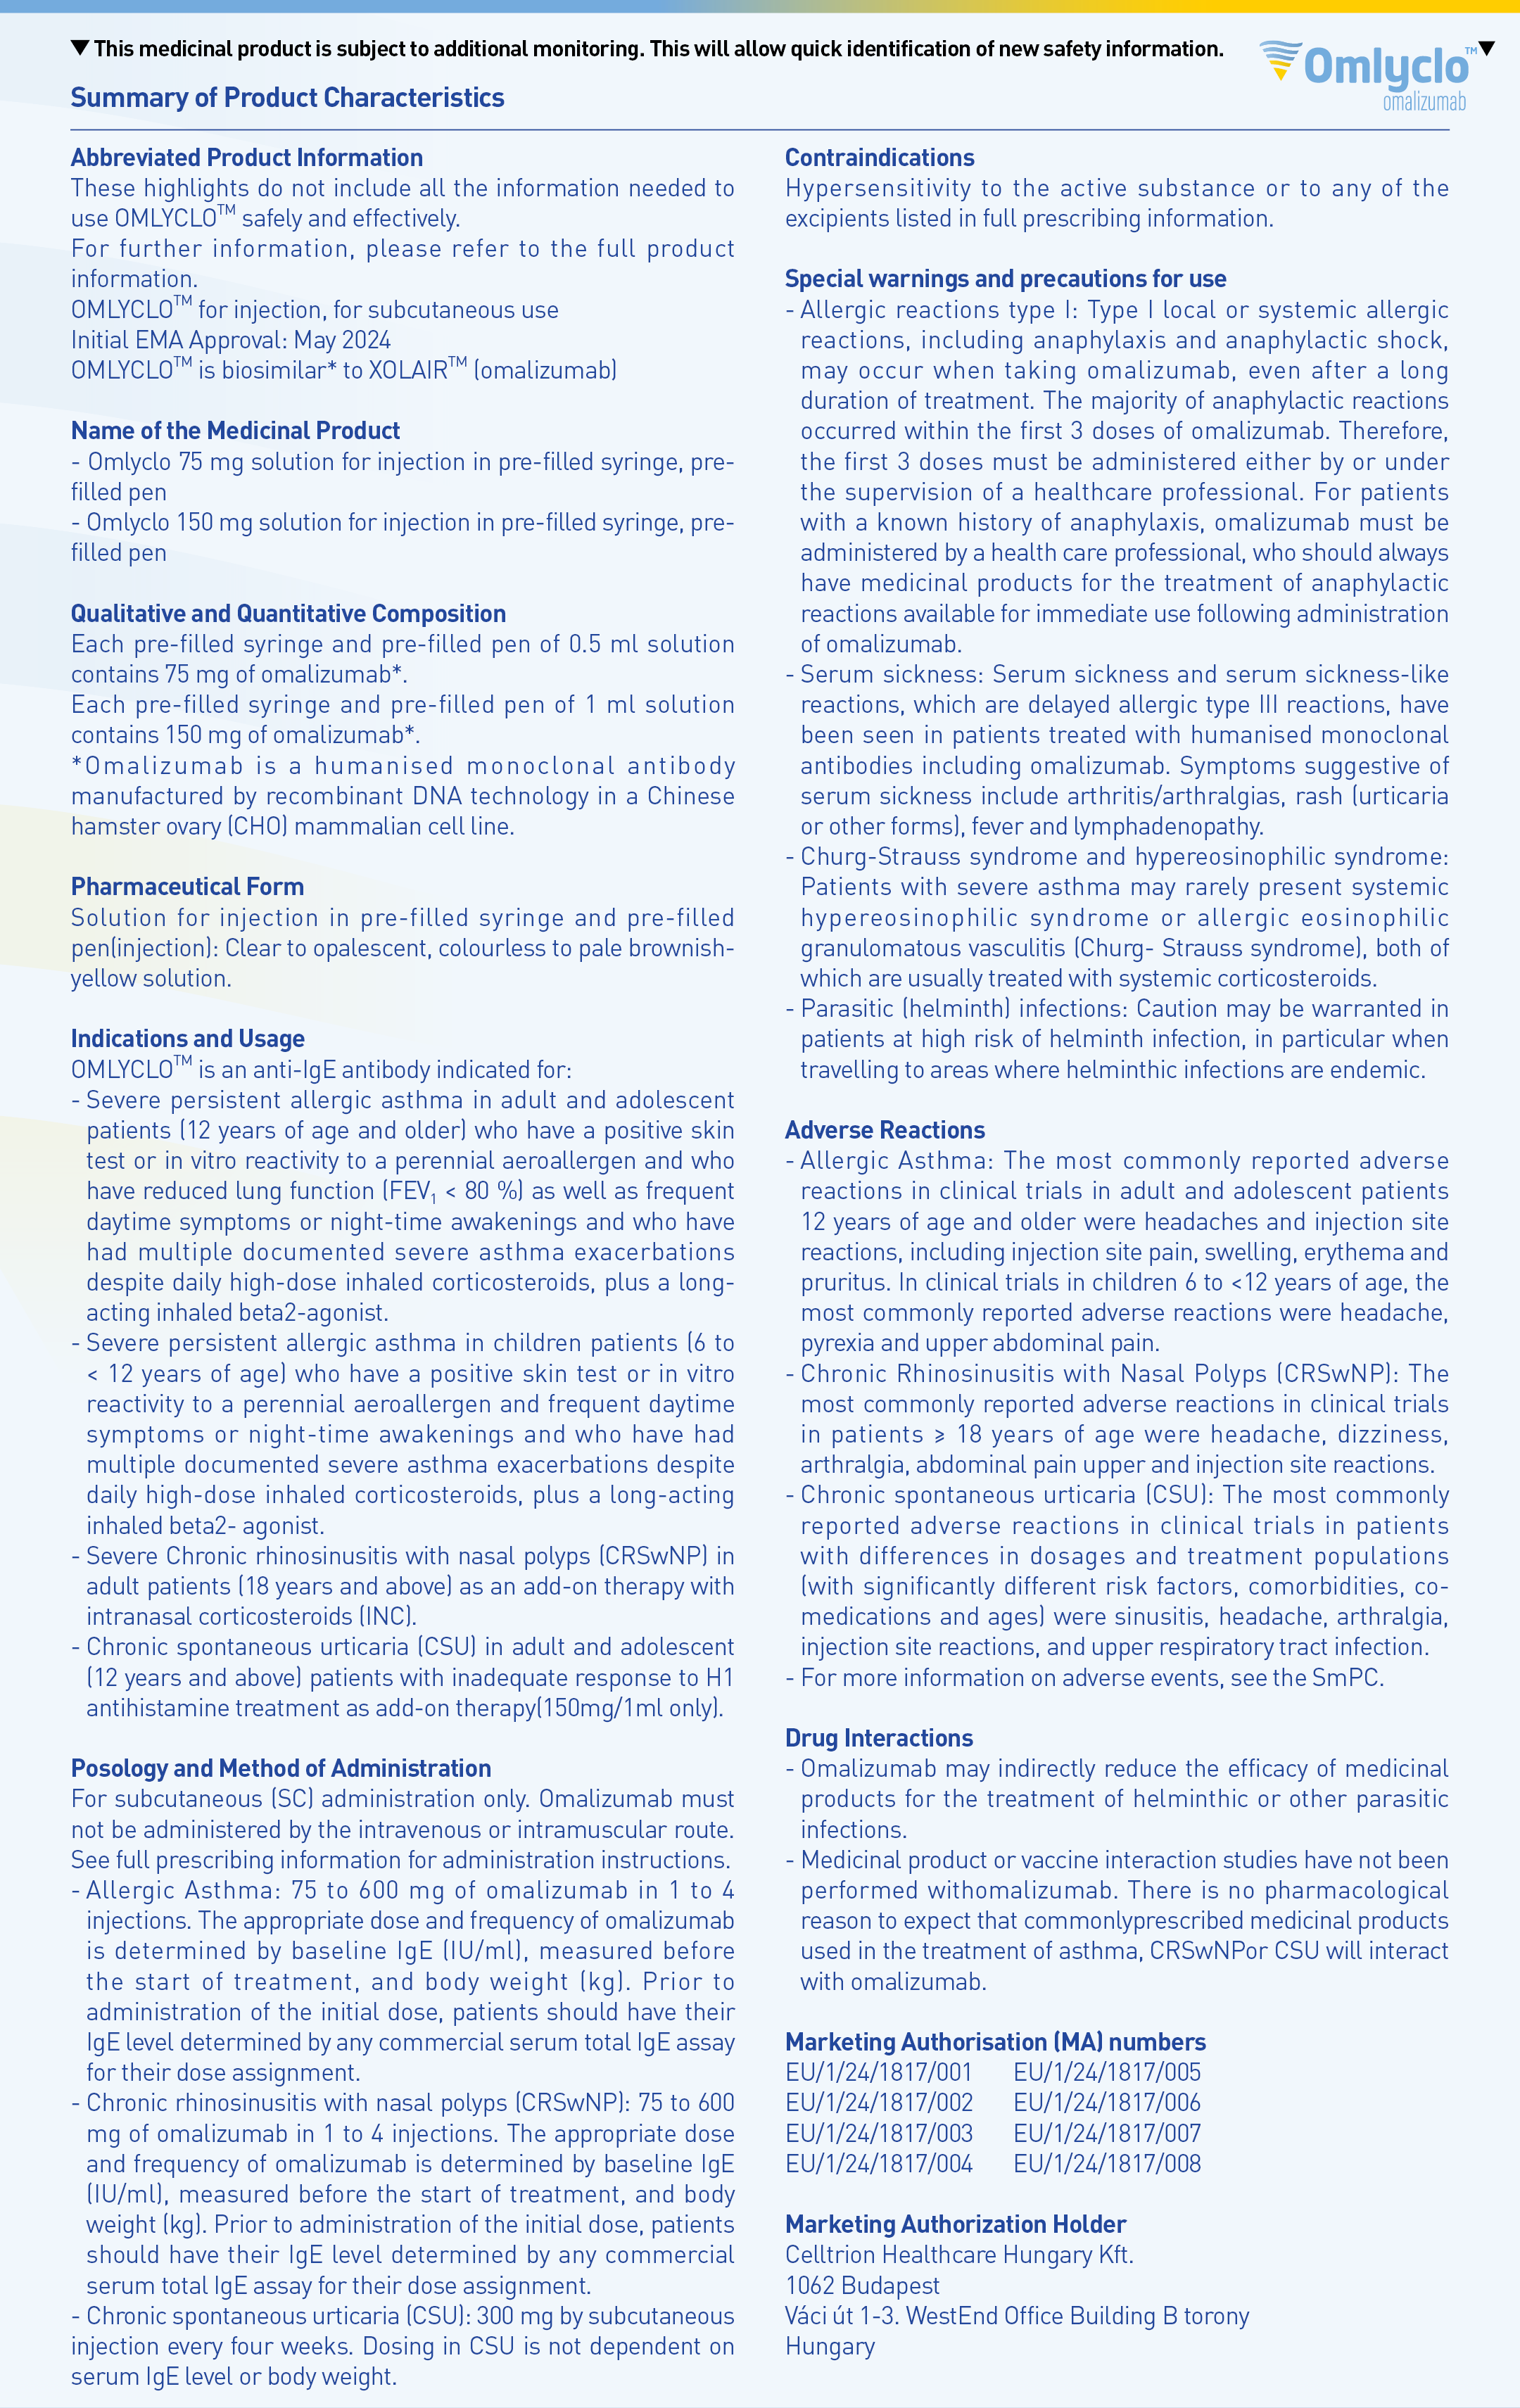 ▼ This medicinal product is subject to additional monitoring. This will allow quick identification of new safety information.
Omlyclo™▼
omalizumab
Summary of Product Characteristics
Abbreviated Product Information
These highlights do not include all the information needed to
use OMLYCLO™ safely and effectively.
For further information, please refer to the full product
information.
OMLYCLO™ for injection, for subcutaneous use
Initial EMA Approval: May 2024
OMLYCLO™ is biosimilar* to XOLAIR™ (omalizumab)
Name of the Medicinal Product
- Omlyclo 75 mg solution for injection in pre-filled syringe, pre-
filled pen
- Omlyclo 150 mg solution for injection in pre-filled syringe, pre-
filled pen
Qualitative and Quantitative Composition
Each pre-filled syringe and pre-filled pen of 0.5 ml solution
contains 75 mg of omalizumab*.
Each pre-filled syringe and pre-filled pen of 1 ml solution
contains 150 mg of omalizumab*.
*Omalizumab is a humanised monoclonal antibody
manufactured by recombinant DNA technology in a Chinese
hamster ovary (CHO) mammalian cell line.
Pharmaceutical Form
Solution for injection in pre-filled syringe and pre-filled
pen(injection): Clear to opalescent, colourless to pale brownish-
yellow solution.
Indications and Usage
OMLYCLO™ is an anti-IgE antibody indicated for:
- Severe persistent allergic asthma in adult and adolescent
patients (12 years of age and older) who have a positive skin
test or in vitro reactivity to a perennial aeroallergen and who
have reduced lung function (FEV₁ < 80 %) as well as frequent
daytime symptoms or night-time awakenings and who have
had multiple documented severe asthma exacerbations
despite daily high-dose inhaled corticosteroids, plus a long-
acting inhaled beta2-agonist.
- Severe persistent allergic asthma in children patients (6 to
< 12 years of age) who have a positive skin test or in vitro
reactivity to a perennial aeroallergen and frequent daytime
symptoms or night-time awakenings and who have had
multiple documented severe asthma exacerbations despite
daily high-dose inhaled corticosteroids, plus a long-acting
inhaled beta2- agonist.
- Severe Chronic rhinosinusitis with nasal polyps (CRSwNP) in
adult patients (18 years and above) as an add-on therapy with
intranasal corticosteroids (INC).
- Chronic spontaneous urticaria (CSU) in adult and adolescent
(12 years and above) patients with inadequate response to H1
antihistamine treatment as add-on therapy(150mg/1ml only).
Posology and Method of Administration
For subcutaneous (SC) administration only. Omalizumab must
not be administered by the intravenous or intramuscular route.
See full prescribing information for administration instructions.
- Allergic Asthma: 75 to 600 mg of omalizumab in 1 to 4
injections. The appropriate dose and frequency of omalizumab
is determined by baseline IgE (IU/ml), measured before
the start of treatment, and body weight (kg). Prior to
administration of the initial dose, patients should have their
IgE level determined by any commercial serum total IgE assay
for their dose assignment.
- Chronic rhinosinusitis with nasal polyps (CRSwNP): 75 to 600
mg of omalizumab in 1 to 4 injections. The appropriate dose
and frequency of omalizumab is determined by baseline IgE
(IU/ml), measured before the start of treatment, and body
weight (kg). Prior to administration of the initial dose, patients
should have their IgE level determined by any commercial
serum total IgE assay for their dose assignment.
- Chronic spontaneous urticaria (CSU): 300 mg by subcutaneous
injection every four weeks. Dosing in CSU is not dependent on
serum IgE level or body weight.
Contraindications
Hypersensitivity to the active substance or to any of the
excipients listed in full prescribing information.
Special warnings and precautions for use
- Allergic reactions type I: Type I local or systemic allergic
reactions, including anaphylaxis and anaphylactic shock,
may occur when taking omalizumab, even after a long
duration of treatment. The majority of anaphylactic reactions
occurred within the first 3 doses of omalizumab. Therefore,
the first 3 doses must be administered either by or under
the supervision of a healthcare professional. For patients
with a known history of anaphylaxis, omalizumab must be
administered by a health care professional, who should always
have medicinal products for the treatment of anaphylactic
reactions available for immediate use following administration
of omalizumab.
- Serum sickness: Serum sickness and serum sickness-like
reactions, which are delayed allergic type III reactions, have
been seen in patients treated with humanised monoclonal
antibodies including omalizumab. Symptoms suggestive of
serum sickness include arthritis/arthralgias, rash (urticaria
or other forms), fever and lymphadenopathy.
- Churg-Strauss syndrome and hypereosinophilic syndrome:
Patients with severe asthma may rarely present systemic
hypereosinophilic syndrome or allergic eosinophilic
granulomatous vasculitis (Churg- Strauss syndrome), both of
which are usually treated with systemic corticosteroids.
- Parasitic (helminth) infections: Caution may be warranted in
patients at high risk of helminth infection, in particular when
travelling to areas where helminthic infections are endemic.
Adverse Reactions
- Allergic Asthma: The most commonly reported adverse
reactions in clinical trials in adult and adolescent patients
12 years of age and older were headaches and injection site
reactions, including injection site pain, swelling, erythema and
pruritus. In clinical trials in children 6 to <12 years of age, the
most commonly reported adverse reactions were headache,
pyrexia and upper abdominal pain.
- Chronic Rhinosinusitis with Nasal Polyps (CRSwNP): The
most commonly reported adverse reactions in clinical trials
in patients ⩾ 18 years of age were headache, dizziness,
arthralgia, abdominal pain upper and injection site reactions.
- Chronic spontaneous urticaria (CSU): The most commonly
reported adverse reactions in clinical trials in patients
with differences in dosages and treatment populations
(with significantly different risk factors, comorbidities, co-
medications and ages) were sinusitis, headache, arthralgia,
injection site reactions, and upper respiratory tract infection.
- For more information on adverse events, see the SmPC.
Drug Interactions
- Omalizumab may indirectly reduce the efficacy of medicinal
products for the treatment of helminthic or other parasitic
infections.
- Medicinal product or vaccine interaction studies have not been
performed withomalizumab. There is no pharmacological
reason to expect that commonlyprescribed medicinal products
used in the treatment of asthma, CRSwNPor CSU will interact
with omalizumab.
Marketing Authorisation (MA) numbers
EU/1/24/1817/001 EU/1/24/1817/005
EU/1/24/1817/002 EU/1/24/1817/006
EU/1/24/1817/003 EU/1/24/1817/007
EU/1/24/1817/004 EU/1/24/1817/008
Marketing Authorization Holder
Celltrion Healthcare Hungary Kft.
1062 Budapest
Váci út 1-3. WestEnd Office Building B torony
Hungary